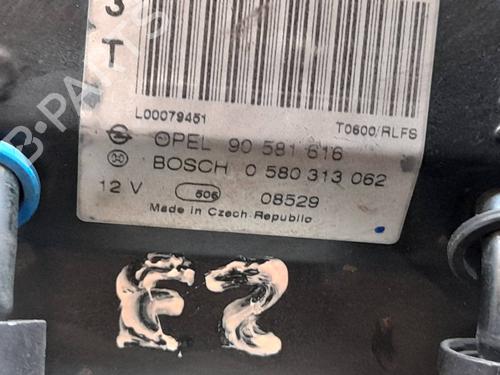 3
T
L00079451 T0600/RLFS
OPEL 90 581 616
BOSCH 0 580 313 062
12 V 506 08529
Made in Czech Republic
E2